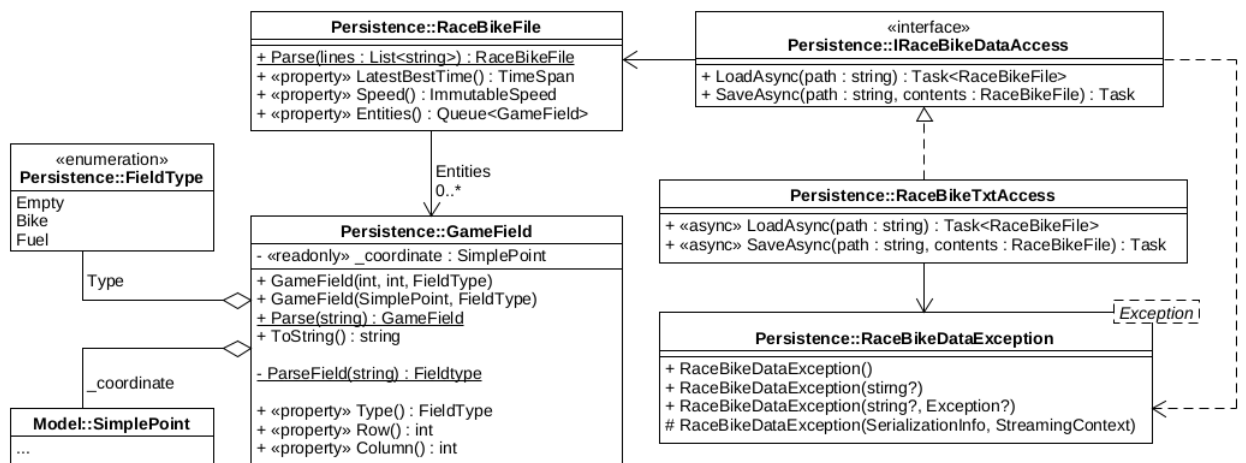 Persistence::RaceBikeFile
+ Parse(lines : List<string>) : RaceBikeFile
+ «property» LatestBestTime() : TimeSpan
+ «property» Speed() : ImmutableSpeed
+ «property» Entities() : Queue<GameField>
«interface»
Persistence::IRaceBikeDataAccess
+ LoadAsync(path : string) : Task<RaceBikeFile>
+ SaveAsync(path : string, contents : RaceBikeFile) : Task
«enumeration»
Persistence::FieldType
Empty
Bike
Fuel
Entities
0..*
Persistence::RaceBikeTxtAccess
+ «async» LoadAsync(path : string) : Task<RaceBikeFile>
+ «async» SaveAsync(path : string, contents : RaceBikeFile) : Task
Persistence::GameField
- «readonly» _coordinate : SimplePoint
+ GameField(int, int, FieldType)
+ GameField(SimplePoint, FieldType)
+ Parse(string) : GameField
+ ToString() : string
- ParseField(string) : Fieldtype
+ «property» Type() : FieldType
+ «property» Row() : int
+ «property» Column() : int
Type
_coordinate
Model::SimplePoint
...
Exception
Persistence::RaceBikeDataException
+ RaceBikeDataException()
+ RaceBikeDataException(stirng?)
+ RaceBikeDataException(string?, Exception?)
# RaceBikeDataException(SerializationInfo, StreamingContext)